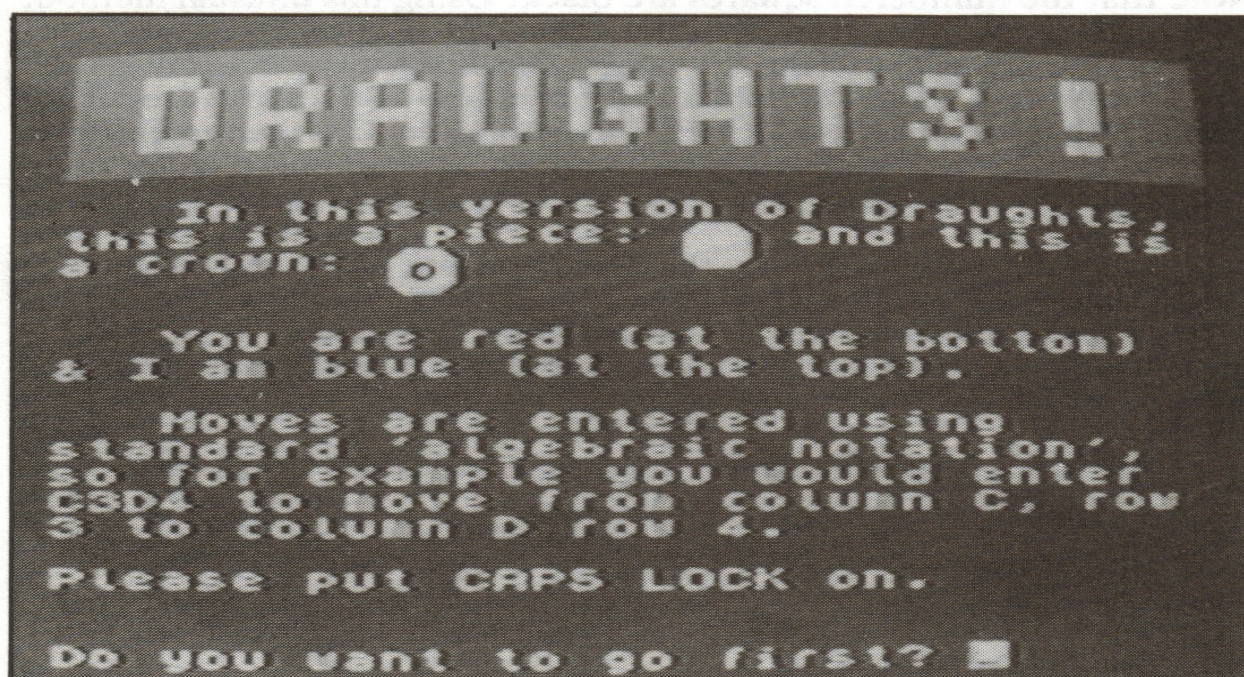 DRAUGHTS!
In this version of Draughts,
this is a piece: and this is
a crown:
You are red (at the bottom)
& I am blue (at the top).
Moves are entered using
standard 'algebraic notation',
so for example you would enter
C3D4 to move from column C, row
3 to column D row 4.
Please put CAPS LOCK on.
Do you want to go first?